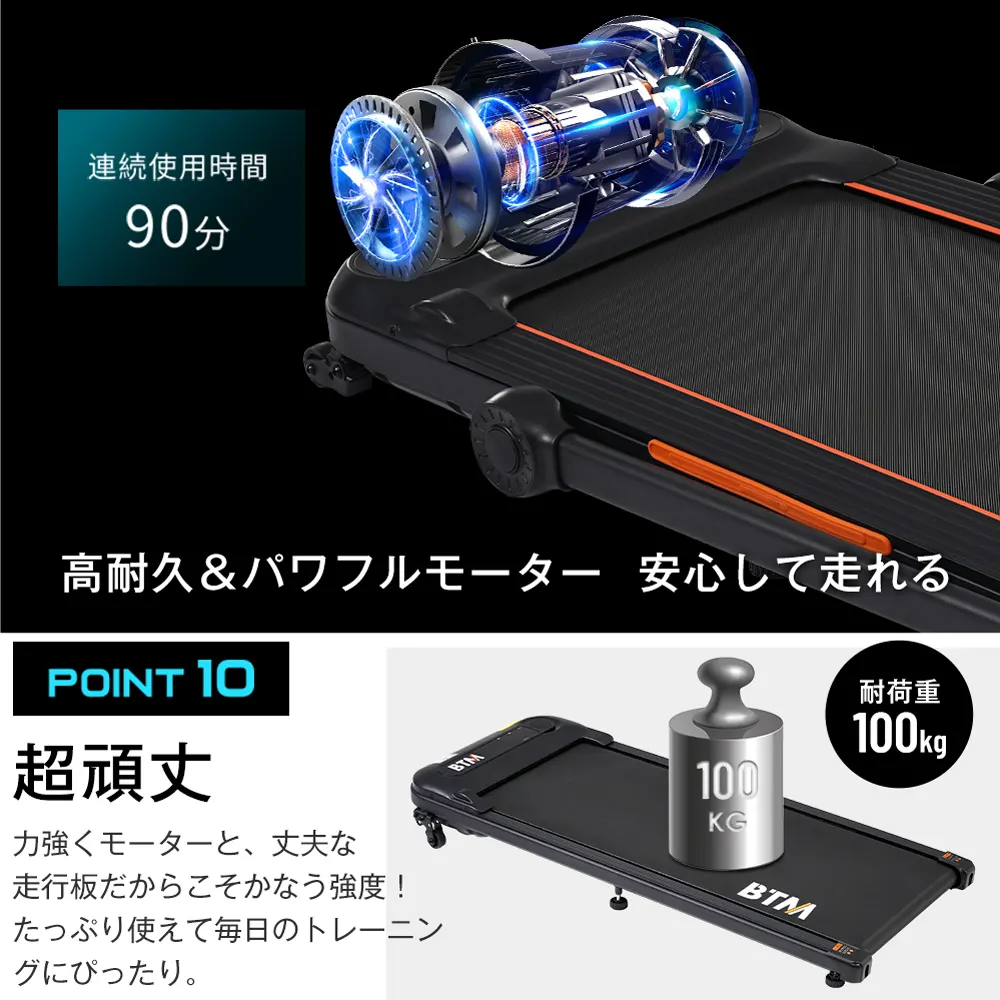 連続使用時間
90分
高耐久&パワフルモーター 安心して走れる
POINT 10
超頑丈
力強くモーターと、丈夫な
走行板だからこそかなう強度！
たっぷり使えて毎日のトレーニン
グにぴったり。
耐荷重
100kg
BTM
100
KG
BTM